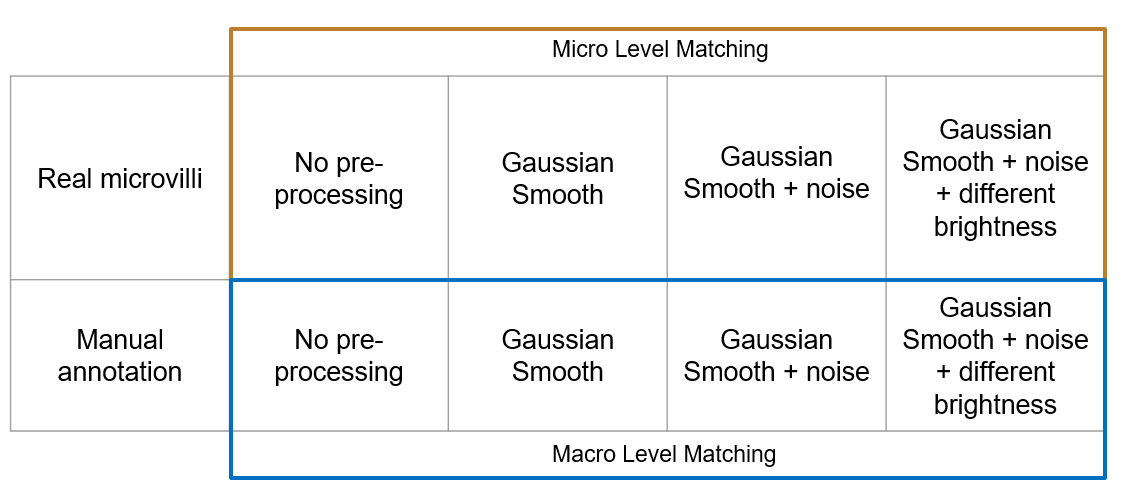 Micro Level Matching
Real microvilli
No pre-
processing
Gaussian
Smooth
Gaussian
Smooth + noise
Gaussian
Smooth + noise
+ different
brightness
Manual
annotation
No pre-
processing
Gaussian
Smooth
Gaussian
Smooth + noise
Gaussian
Smooth + noise
+ different
brightness
Macro Level Matching